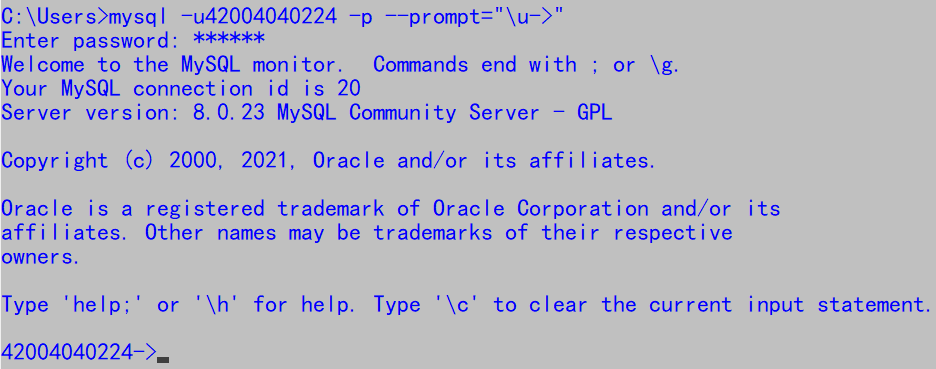 C:\Users>mysql -u42004040224 -p --prompt="\u->"
Enter password: ******
Welcome to the MySQL monitor.  Commands end with ; or \g.
Your MySQL connection id is 20
Server version: 8.0.23 MySQL Community Server - GPL
Copyright (c) 2000, 2021, Oracle and/or its affiliates.
Oracle is a registered trademark of Oracle Corporation and/or its
affiliates. Other names may be trademarks of their respective
owners.
Type 'help;' or '\h' for help. Type '\c' to clear the current input statement.
42004040224->